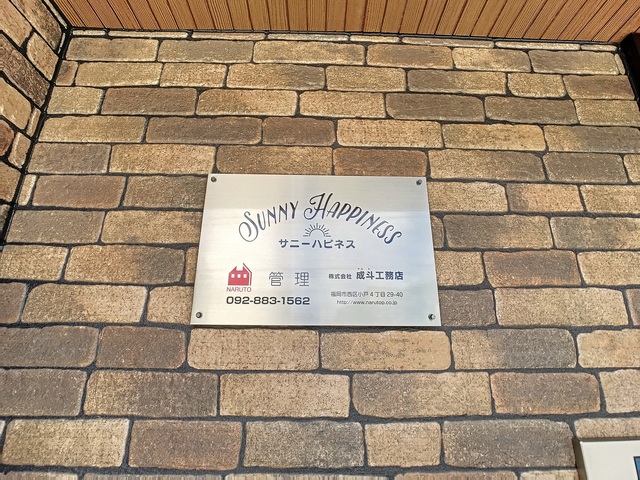 SUNNY HAPPINESS
サニーハピネス
NARUTO
管理
092-883-1562
株式会社 成斗工務店
福岡市西区小戸4丁目29-40
http://www.narutop.co.jp